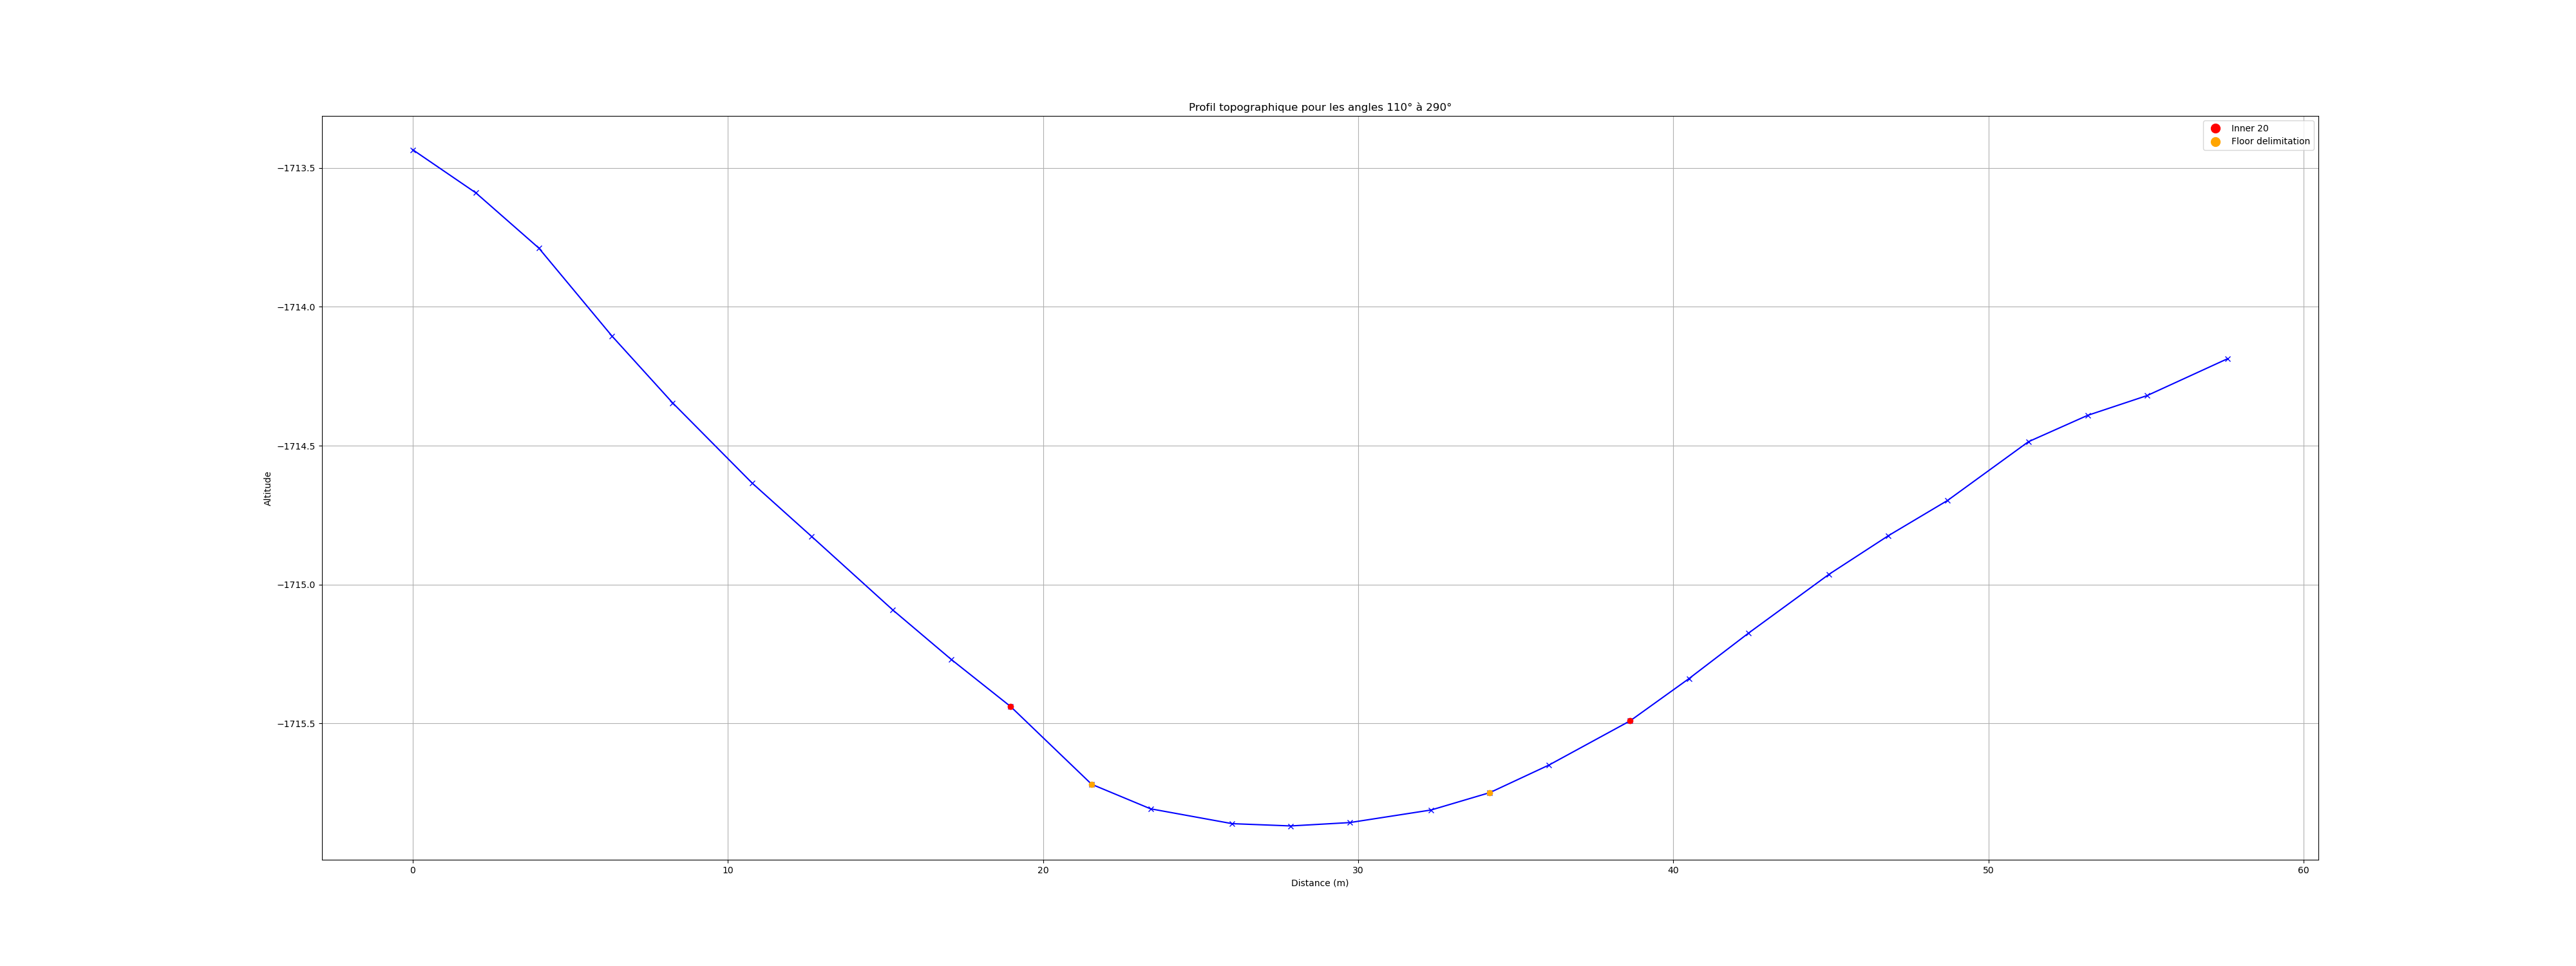 Profil topographique pour les angles 110° à 290°
Inner 20
Floor delimitation
−1713.5
−1714.0
−1714.5
−1715.0
−1715.5
Altitude
0 10 20 30 40 50 60
Distance (m)